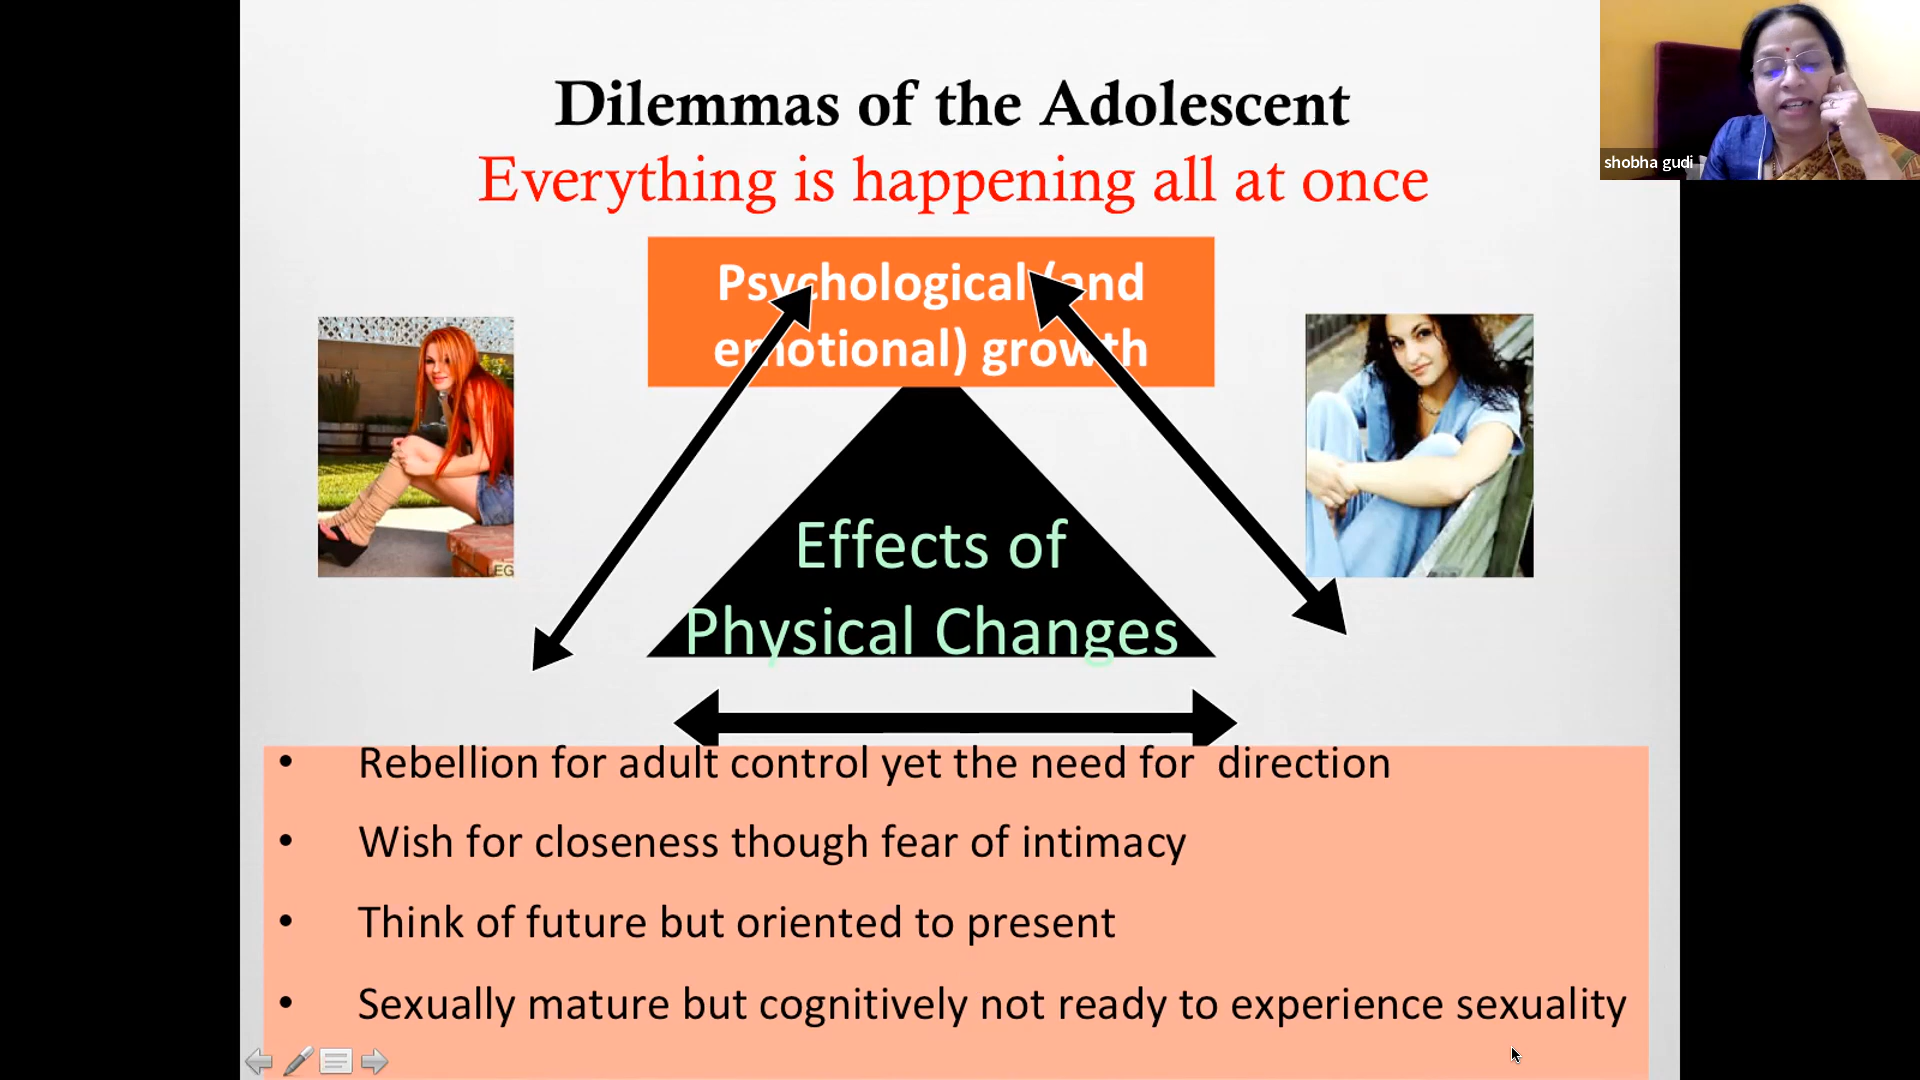 Dilemmas of the Adolescent
Everything is happening all at once
shobha gudi
Psychological (and
emotional) growth
LEG
Effects of
Physical Changes
• Rebellion for adult control yet the need for direction
• Wish for closeness though fear of intimacy
• Think of future but oriented to present
• Sexually mature but cognitively not ready to experience sexuality